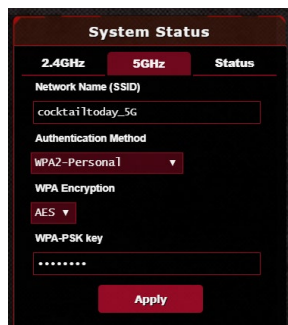 System Status
2.4GHz 5GHz Status
Network Name (SSID)
cocktailtoday_5G
Authentication Method
WPA2-Personal
WPA Encryption
AES
WPA-PSK key
••••••••
Apply